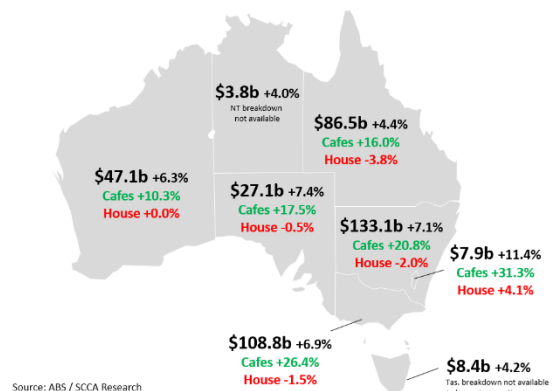 $3.8b +4.0%
NT breakdown
not available
$86.5b +4.4%
Cafes +16.0%
House -3.8%
$47.1b +6.3%
Cafes +10.3%
House +0.0%
$27.1b +7.4%
Cafes +17.5%
House -0.5%
$133.1b +7.1%
Cafes +20.8%
House -2.0%
$7.9b +11.4%
Cafes +31.3%
House +4.1%
$108.8b +6.9%
Cafes +26.4%
House -1.5%
$8.4b +4.2%
Tas. breakdown not available
Source: ABS / SCCA Research